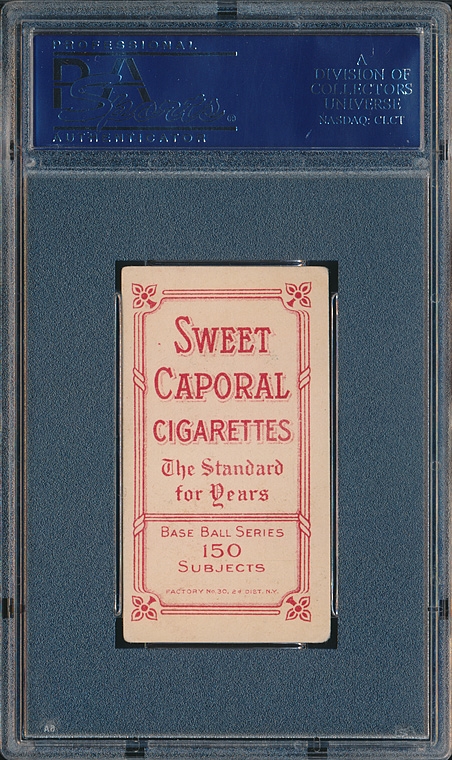 PROFESSIONAL
PSA
Sports
AUTHENTICATOR
A
DIVISION OF
COLLECTORS
UNIVERSE
NASDAQ: CLCT
SWEET
CAPORAL
CIGARETTES
The Standard
for Years
BASE BALL SERIES
150
SUBJECTS
FACTORY No. 30, 2d DIST. N.Y.